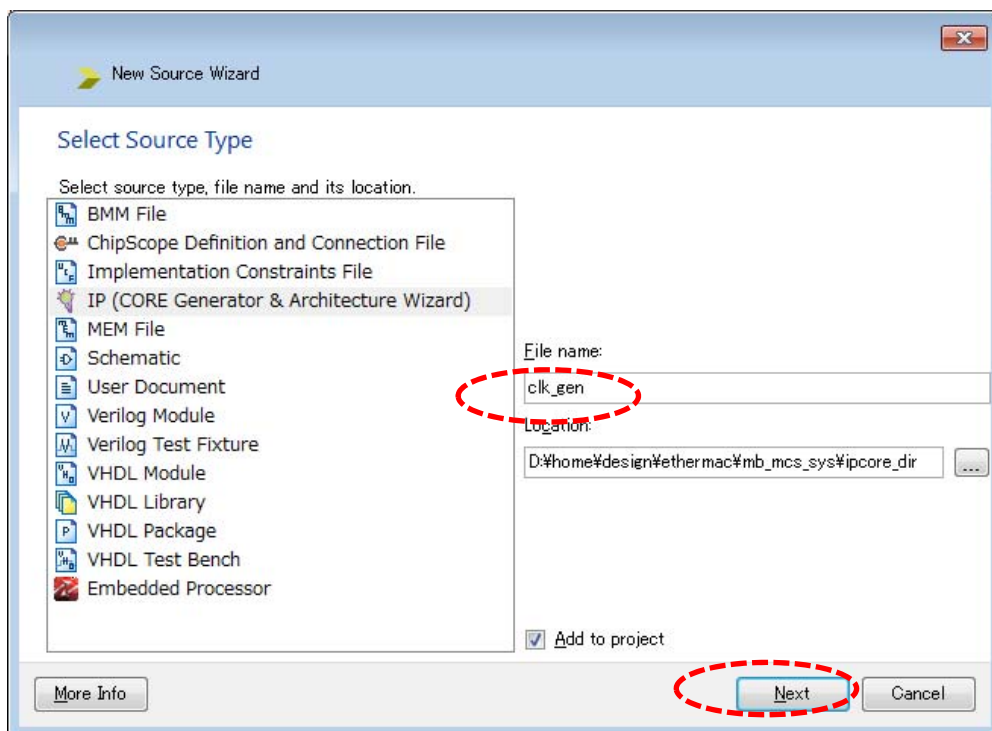 New Source Wizard
Select Source Type
Select source type, file name and its location.
BMM File
ChipScope Definition and Connection File
Implementation Constraints File
IP (CORE Generator & Architecture Wizard)
MEM File
Schematic
User Document
Verilog Module
Verilog Test Fixture
VHDL Module
VHDL Library
VHDL Package
VHDL Test Bench
Embedded Processor
File name:
clk_gen
Location:
D:¥home¥design¥ethermac¥mb_mcs_sys¥ipcore_dir
...
Add to project
More Info
Next
Cancel